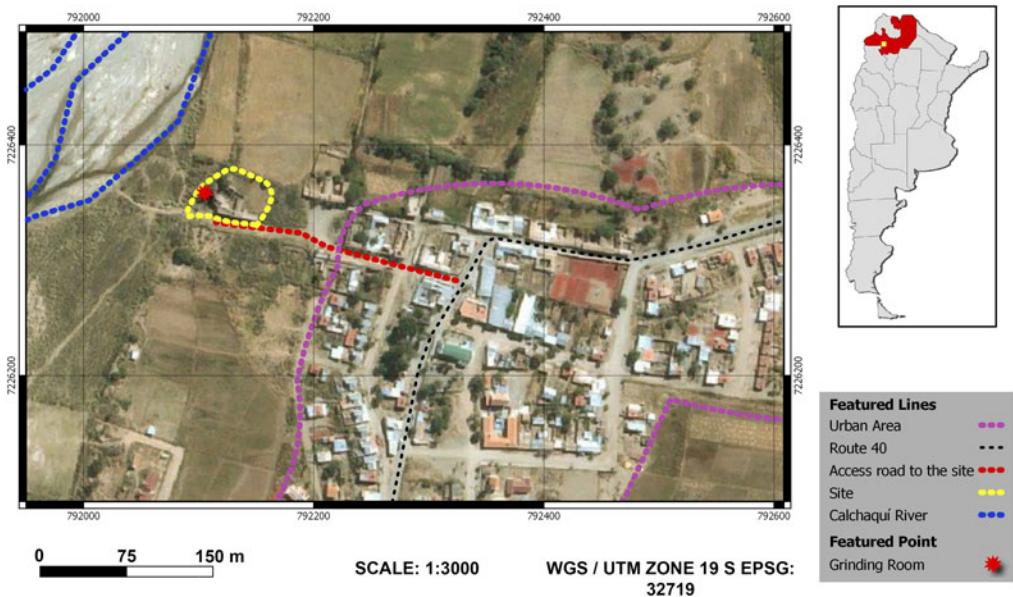 792000
792200
792400
792600
7226400
7226400
7226200
7226200
792000
792200
792400
792600
0 75 150 m
SCALE: 1:3000
WGS / UTM ZONE 19 S EPSG:
32719
Featured Lines
Urban Area
Route 40
Access road to the site
Site
Calchaquí River
Featured Point
Grinding Room